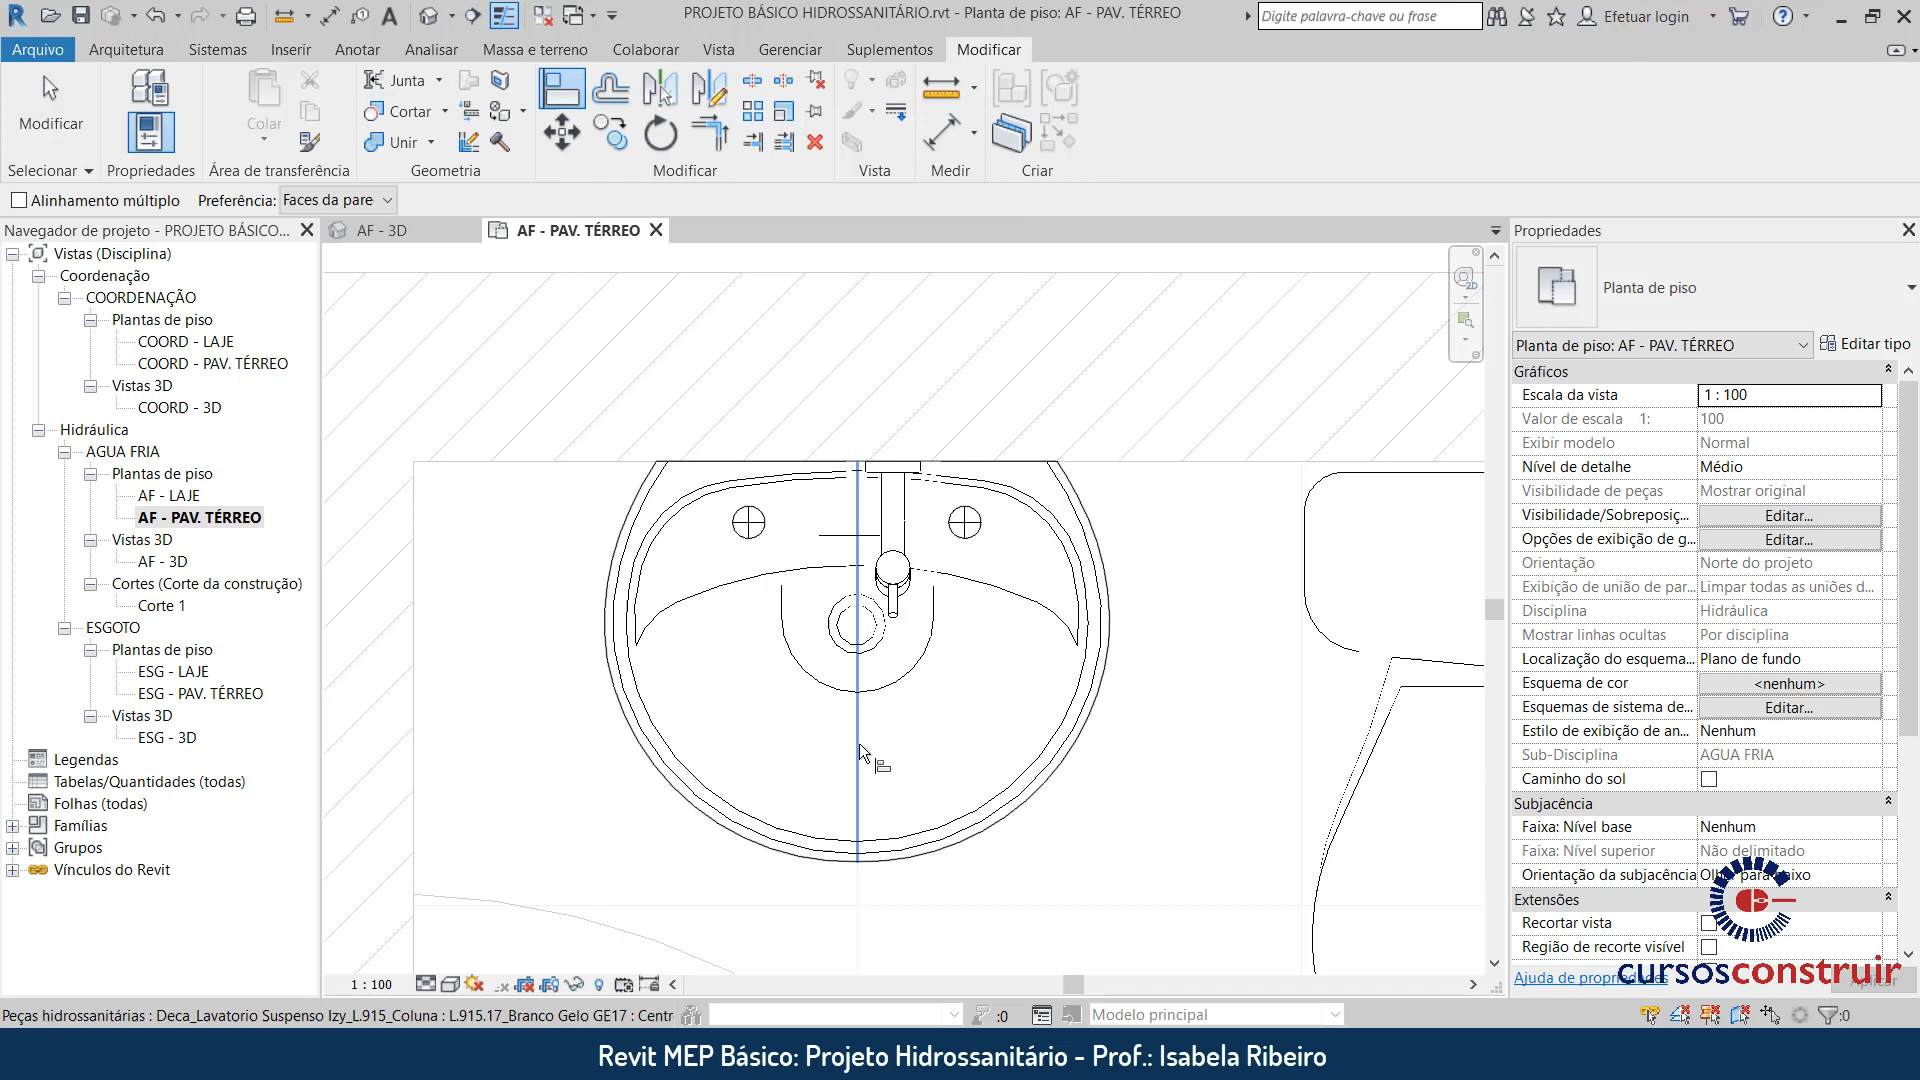 PROJETO BÁSICO HIDROSSANITÁRIO.rvt - Planta de piso: AF - PAV. TÉRREO
Digite palavra-chave ou frase
Efetuar login
Arquivo Arquitetura Sistemas Inserir Anotar Analisar Massa e terreno Colaborar Vista Gerenciar Suplementos Modificar
Modificar
Colar
Junta
Cortar
Unir
Selecionar Propriedades Área de transferência Geometria Modificar Vista Medir Criar
Alinhamento múltiplo Preferência: Faces da pare
Navegador de projeto - PROJETO BÁSICO...
AF - 3D
AF - PAV. TÉRREO
Vistas (Disciplina)
Coordenação
COORDENAÇÃO
Plantas de piso
COORD - LAJE
COORD - PAV. TÉRREO
Vistas 3D
COORD - 3D
Hidráulica
AGUA FRIA
Plantas de piso
AF - LAJE
AF - PAV. TÉRREO
Vistas 3D
AF - 3D
Cortes (Corte da construção)
Corte 1
ESGOTO
Plantas de piso
ESG - LAJE
ESG - PAV. TÉRREO
Vistas 3D
ESG - 3D
Legendas
Tabelas/Quantidades (todas)
Folhas (todas)
Famílias
Grupos
Vínculos do Revit
2D
Propriedades
Planta de piso
Planta de piso: AF - PAV. TÉRREO Editar tipo
Gráficos
Escala da vista 1 : 100
Valor de escala 1: 100
Exibir modelo Normal
Nível de detalhe Médio
Visibilidade de peças Mostrar original
Visibilidade/Sobreposiç... Editar...
Opções de exibição de g... Editar...
Orientação Norte do projeto
Exibição de união de par... Limpar todas as uniões d...
Disciplina Hidráulica
Mostrar linhas ocultas Por disciplina
Localização do esquema... Plano de fundo
Esquema de cor <nenhum>
Esquemas de sistema de... Editar...
Estilo de exibição de an... Nenhum
Sub-Disciplina AGUA FRIA
Caminho do sol
Subjacência
Faixa: Nível base Nenhum
Faixa: Nível superior Não delimitado
Orientação da subjacência Olhar para baixo
Extensões
Recortar vista
Região de recorte visível
Ajuda de propriedades
Aplicar
cursosconstruir
1 : 100
Peças hidrossanitárias : Deca_Lavatorio Suspenso Izy_L.915_Coluna : L.915.17_Branco Gelo GE17 : Centr
:0
Modelo principal
:0
Revit MEP Básico: Projeto Hidrossanitário - Prof.: Isabela Ribeiro